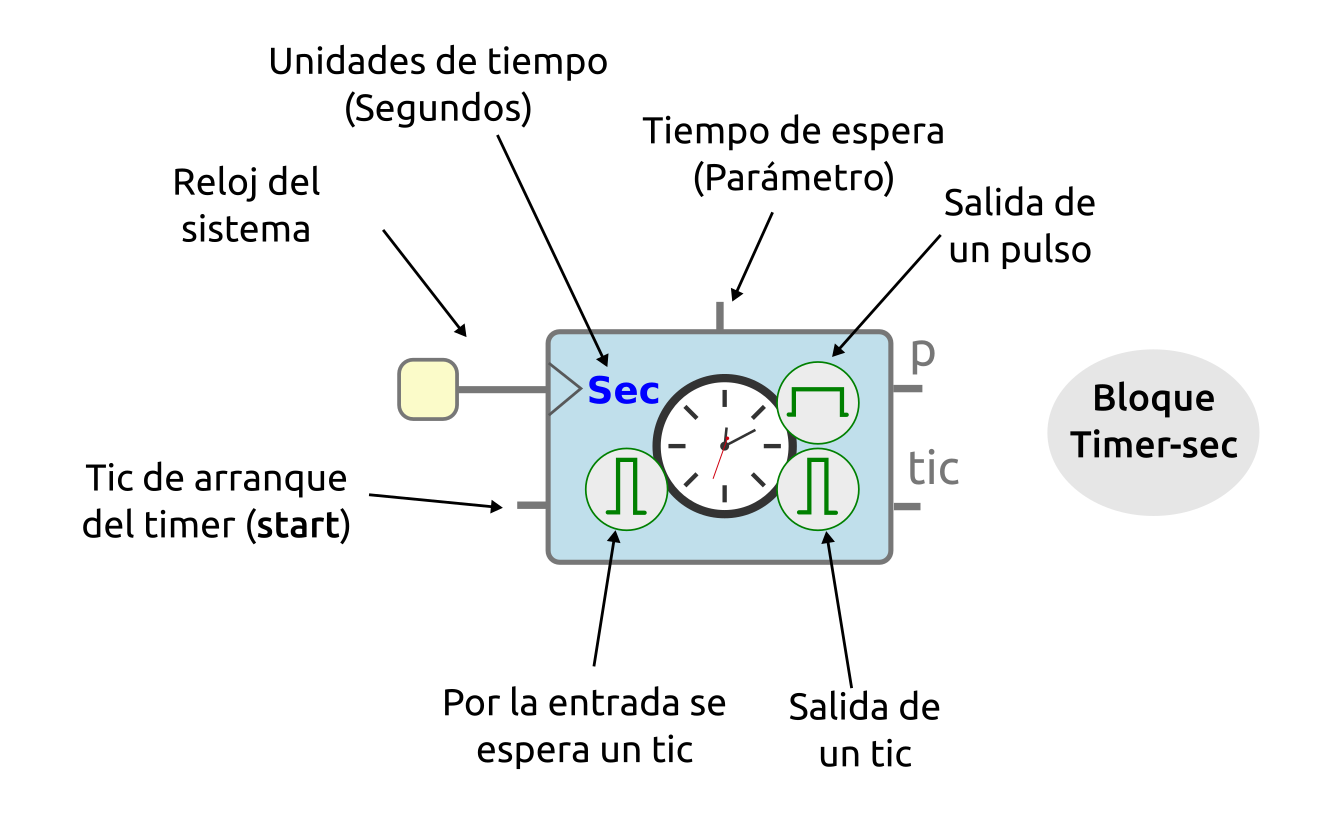 Unidades de tiempo
(Segundos)
Tiempo de espera
(Parámetro)
Reloj del
sistema
Salida de
un pulso
p
Sec
Bloque
Timer-sec
tic
Tic de arranque
del timer (start)
Por la entrada se
espera un tic
Salida de
un tic